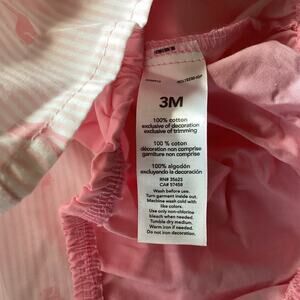 3M
100% cotton
exclusive of decoration
exclusive of trimming
100 % coton
décoration non comprise
garniture non comprise
100% algodón
excluyendo la decoración
RN# 35623
CA# 57458
Wash before use.
Turn garment inside out.
Machine wash cold with
like colors.
Use only non-chlorine
bleach when needed.
Tumble dry medium.
Warm iron if needed.
Do not iron decoration.